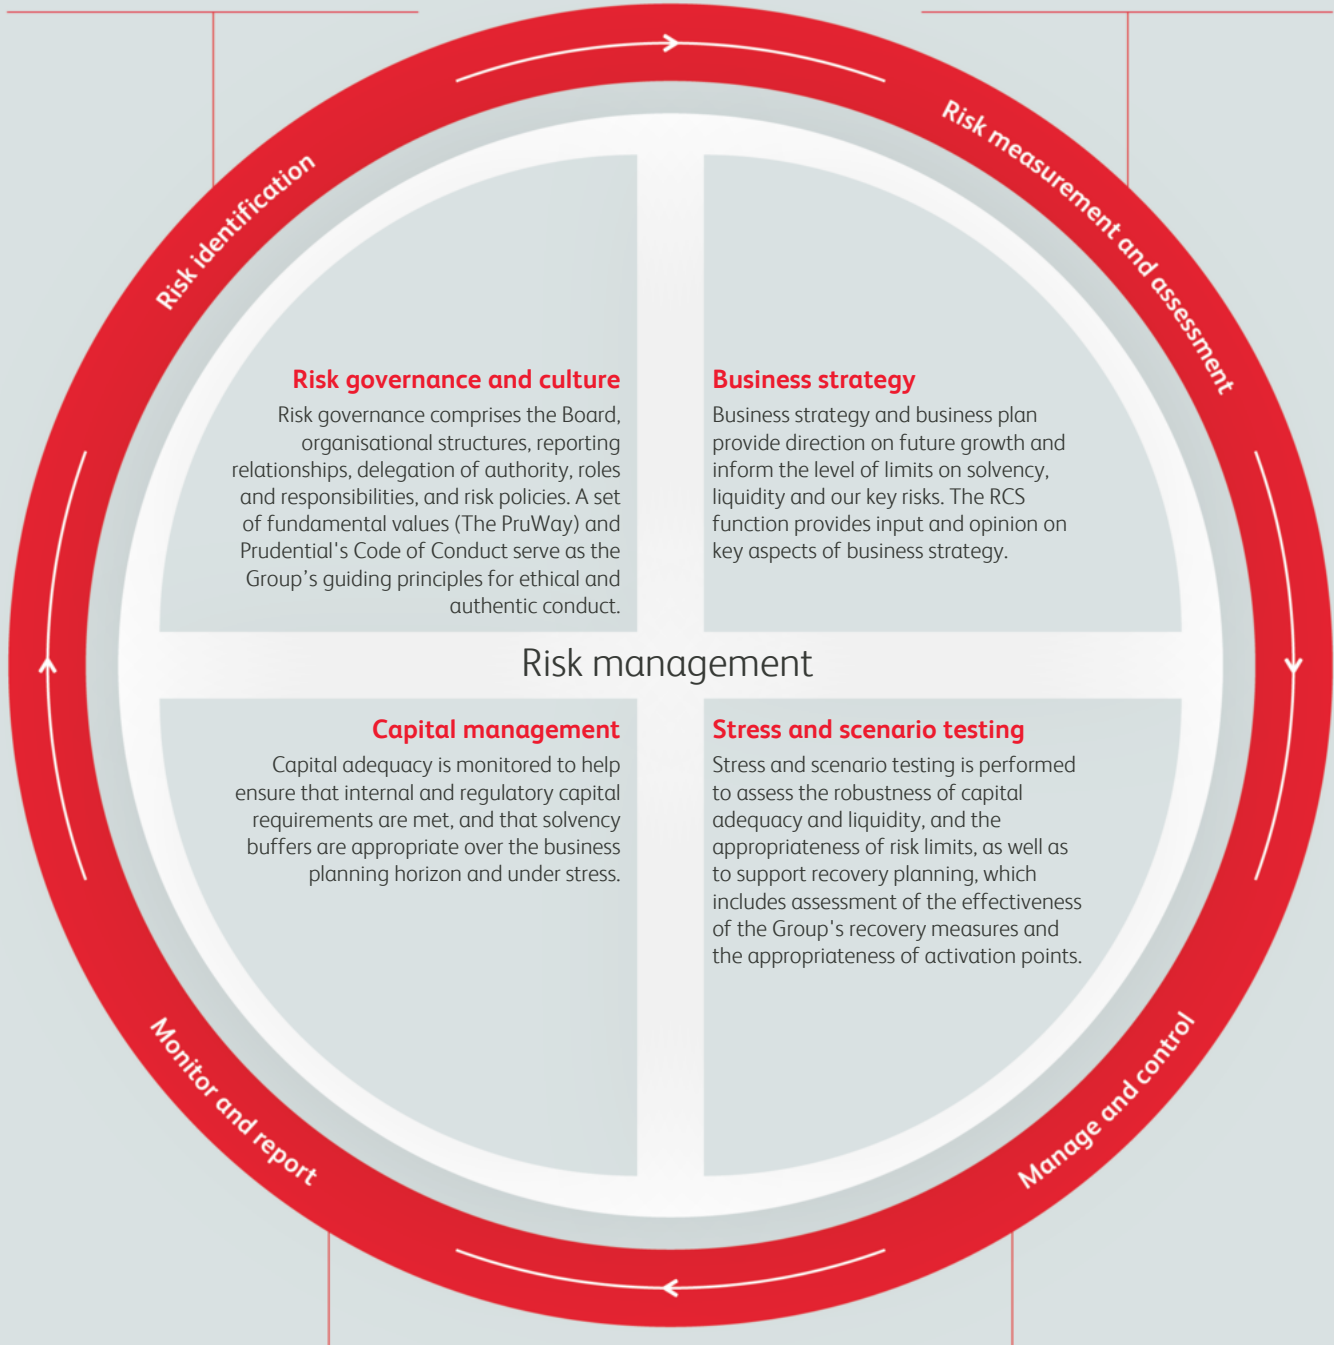 Risk identification
Risk measurement and assessment
Risk governance and culture
Risk governance comprises the Board,
organisational structures, reporting
relationships, delegation of authority, roles
and responsibilities, and risk policies. A set
of fundamental values (The PruWay) and
Prudential's Code of Conduct serve as the
Group’s guiding principles for ethical and
authentic conduct.
Business strategy
Business strategy and business plan
provide direction on future growth and
inform the level of limits on solvency,
liquidity and our key risks. The RCS
function provides input and opinion on
key aspects of business strategy.
Risk management
Capital management
Capital adequacy is monitored to help
ensure that internal and regulatory capital
requirements are met, and that solvency
buffers are appropriate over the business
planning horizon and under stress.
Stress and scenario testing
Stress and scenario testing is performed
to assess the robustness of capital
adequacy and liquidity, and the
appropriateness of risk limits, as well as
to support recovery planning, which
includes assessment of the effectiveness
of the Group's recovery measures and
the appropriateness of activation points.
Monitor and report
Manage and control